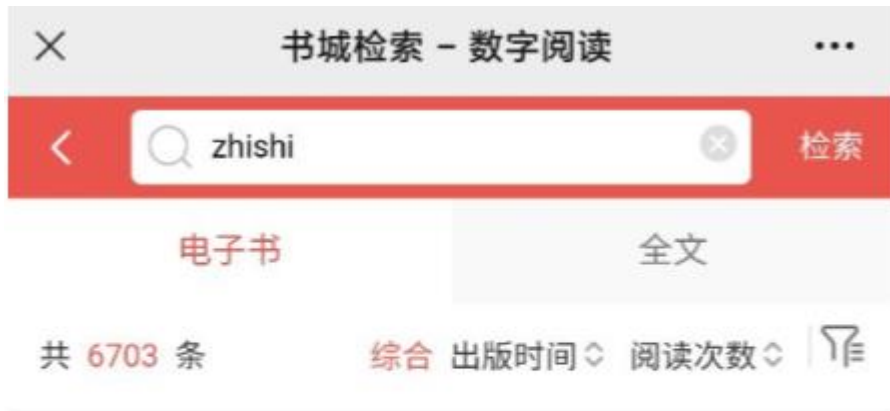 书城检索 – 数字阅读
zhishi 检索
电子书 全文
共 6703 条 综合 出版时间 阅读次数